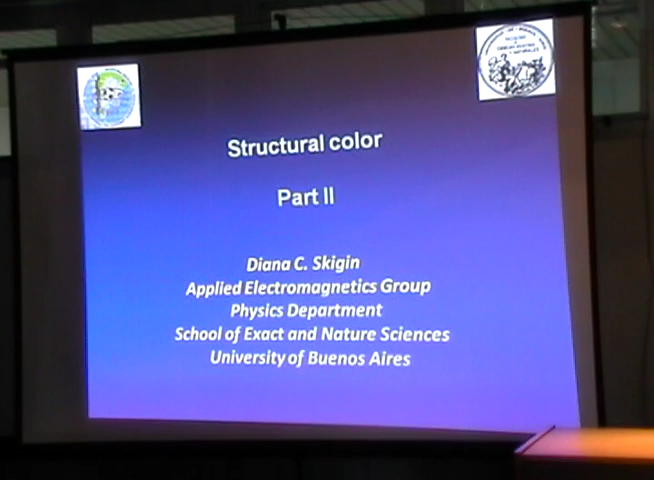 Structural color
Part II
Diana C. Skigin
Applied Electromagnetics Group
Physics Department
School of Exact and Nature Sciences
University of Buenos Aires